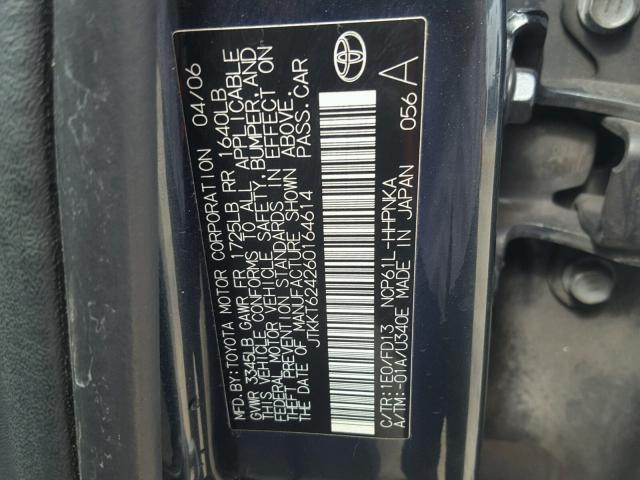 MFD. BY: TOYOTA MOTOR CORPORATION 04/06
GVWR 3345LB GAWR FR 1725LB RR 1640LB
THIS VEHICLE CONFORMS TO ALL APPLICABLE
FEDERAL MOTOR VEHICLE SAFETY, BUMPER, AND
THEFT PREVENTION STANDARDS IN EFFECT ON
THE DATE OF MANUFACTURE SHOWN ABOVE.
JTKKT624260164614 PASS. CAR
056 A
C/TR: 1E0/FD13 NCP61L-HHPNKA
A/TM: -01A/U340E MADE IN JAPAN